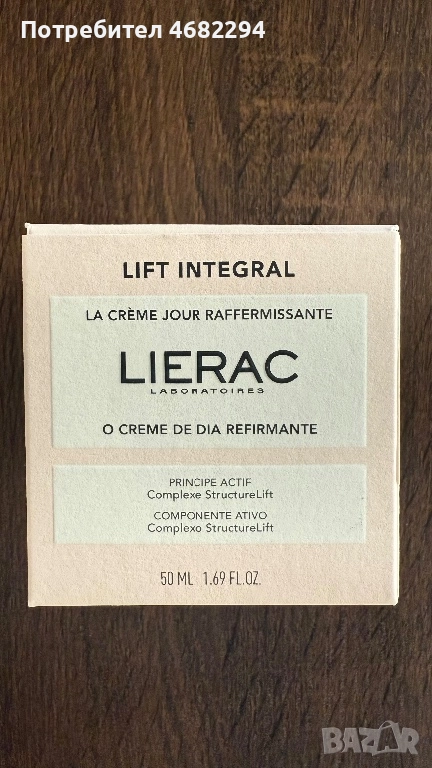 Потребител 4682294
LIFT INTEGRAL
LA CRÈME JOUR RAFFERMISSANTE
LIERAC
LABORATOIRES
O CREME DE DIA REFIRMANTE
PRINCIPE ACTIF
Complexe StructureLift
COMPONENTE ATIVO
Complexo StructureLift
50 ML 1.69 FL.OZ.
BAZAR